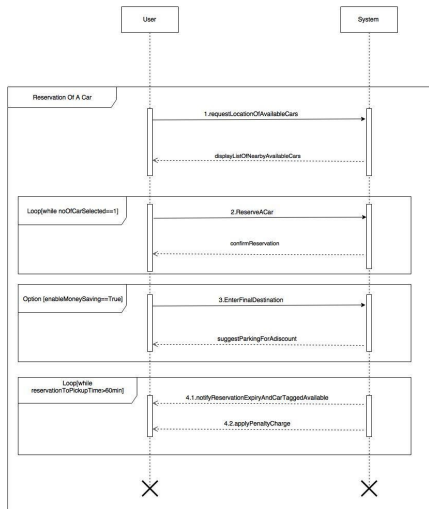 User
System
Reservation Of A Car
1.requestLocationOfAvailableCars
displayListOfNearbyAvailableCars
Loop[while noOfCarSelected==1]
2.ReserveACar
confirmReservation
Option [enableMoneySaving==True]
3.EnterFinalDestination
suggestParkingForAdiscount
Loop[while
reservationToPickupTime>60min]
4.1.notifyReservationExpiryAndCarTaggedAvailable
4.2.applyPenaltyCharge